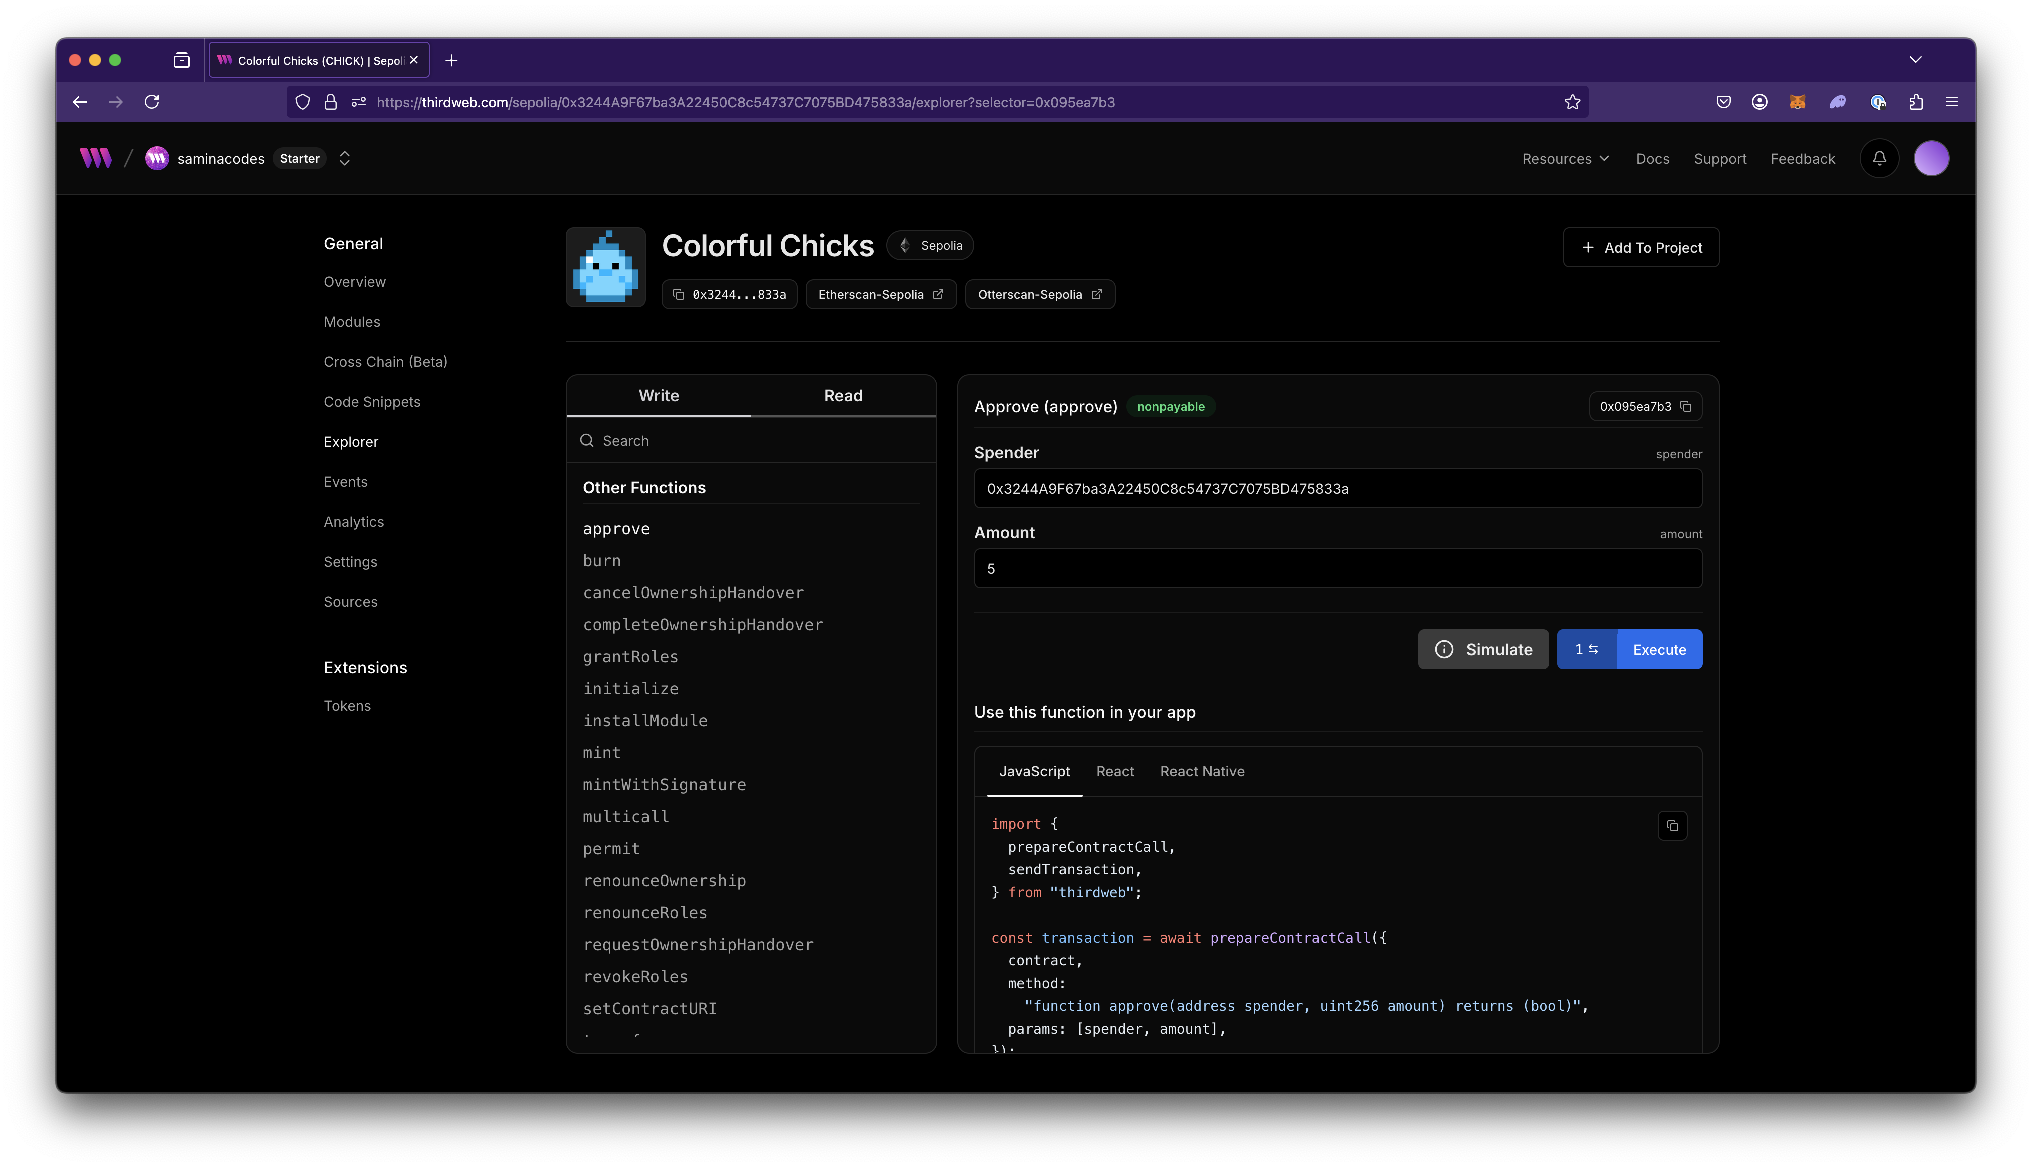 Colorful Chicks (CHICK) | Sepoli
https://thirdweb.com/sepolia/0x3244A9F67ba3A22450C8c54737C7075BD475833a/explorer?selector=0x095ea7b3
/ saminacodes Starter
Resources Docs Support Feedback
General
Overview
Modules
Cross Chain (Beta)
Code Snippets
Explorer
Events
Analytics
Settings
Sources
Extensions
Tokens
Colorful Chicks Sepolia
0x3244...833a Etherscan-Sepolia Otterscan-Sepolia
+ Add To Project
Write Read
Search
Other Functions
approve
burn
cancelOwnershipHandover
completeOwnershipHandover
grantRoles
initialize
installModule
mint
mintWithSignature
multicall
permit
renounceOwnership
renounceRoles
requestOwnershipHandover
revokeRoles
setContractURI
Approve (approve) nonpayable 0x095ea7b3
Spender spender
0x3244A9F67ba3A22450C8c54737C7075BD475833a
Amount amount
5
Simulate 1 Execute
Use this function in your app
JavaScript React React Native
import {
prepareContractCall,
sendTransaction,
} from "thirdweb";
const transaction = await prepareContractCall({
contract,
method:
"function approve(address spender, uint256 amount) returns (bool)",
params: [spender, amount],
});